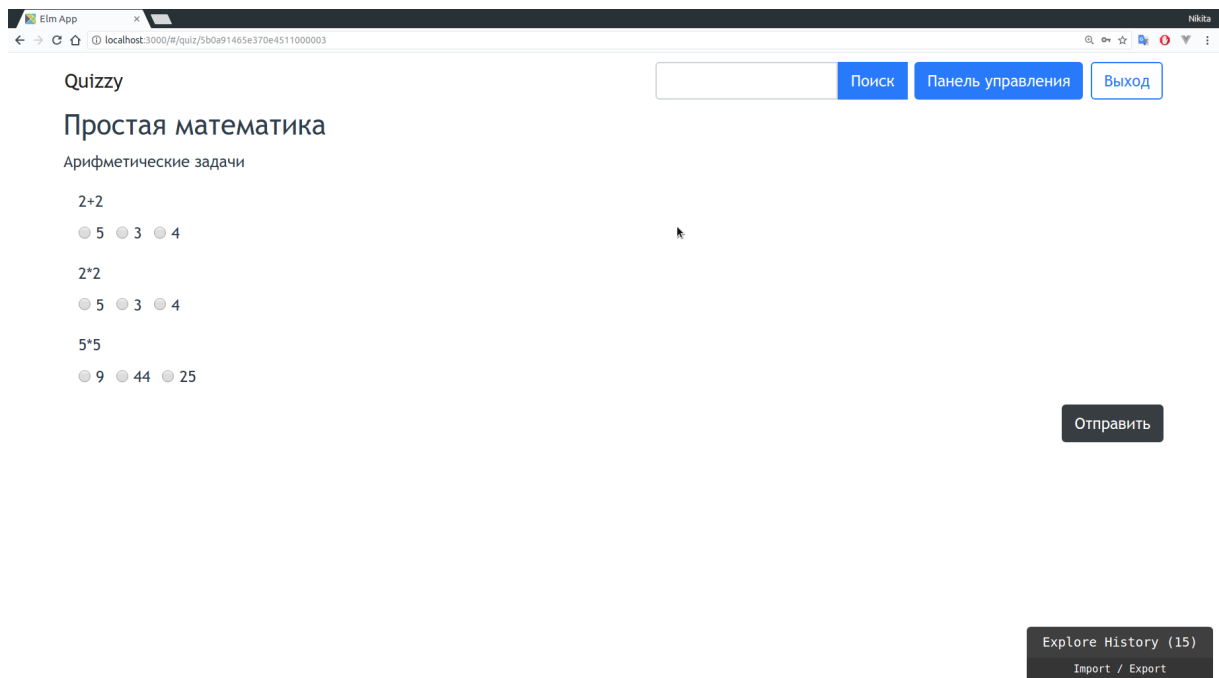 Elm App
Nikita
localhost:3000/#/quiz/5b0a91465e370e4511000003
Quizzy
Поиск
Панель управления
Выход
Простая математика
Арифметические задачи
2+2
5 3 4
2*2
5 3 4
5*5
9 44 25
Отправить
Explore History (15)
Import / Export